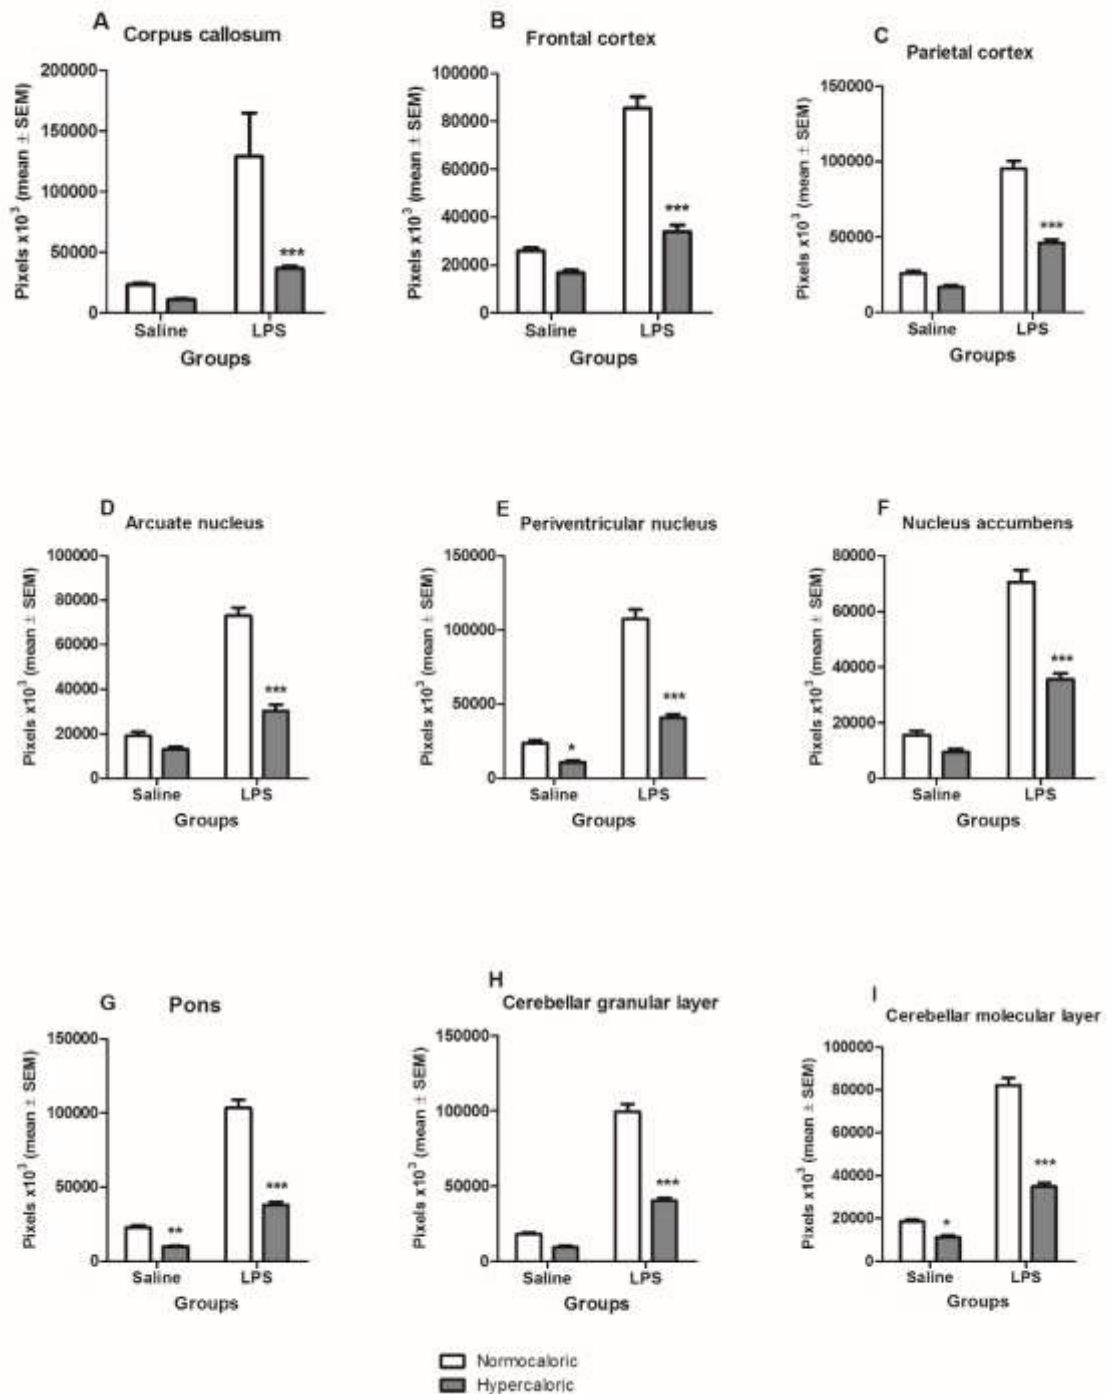 A
Corpus callosum
Pixels x10³ (mean ± SEM)
200000
150000
100000
50000
0
***
Saline
LPS
Groups
B
Frontal cortex
Pixels x10³ (mean ± SEM)
100000
80000
60000
40000
20000
0
***
Saline
LPS
Groups
C
Parietal cortex
Pixels x10³ (mean ± SEM)
150000
100000
50000
0
***
Saline
LPS
Groups
D
Arcuate nucleus
Pixels x10³ (mean ± SEM)
100000
80000
60000
40000
20000
0
***
Saline
LPS
Groups
E
Periventricular nucleus
Pixels x10³ (mean ± SEM)
150000
100000
50000
0
*
***
Saline
LPS
Groups
F
Nucleus accumbens
Pixels x10³ (mean ± SEM)
80000
60000
40000
20000
0
***
Saline
LPS
Groups
G
Pons
Pixels x10³ (mean ± SEM)
150000
100000
50000
0
**
***
Saline
LPS
Groups
H
Cerebellar granular layer
Pixels x10³ (mean ± SEM)
150000
100000
50000
0
***
Saline
LPS
Groups
I
Cerebellar molecular layer
Pixels x10³ (mean ± SEM)
100000
80000
60000
40000
20000
0
*
***
Saline
LPS
Groups
Normocaloric
Hypercaloric